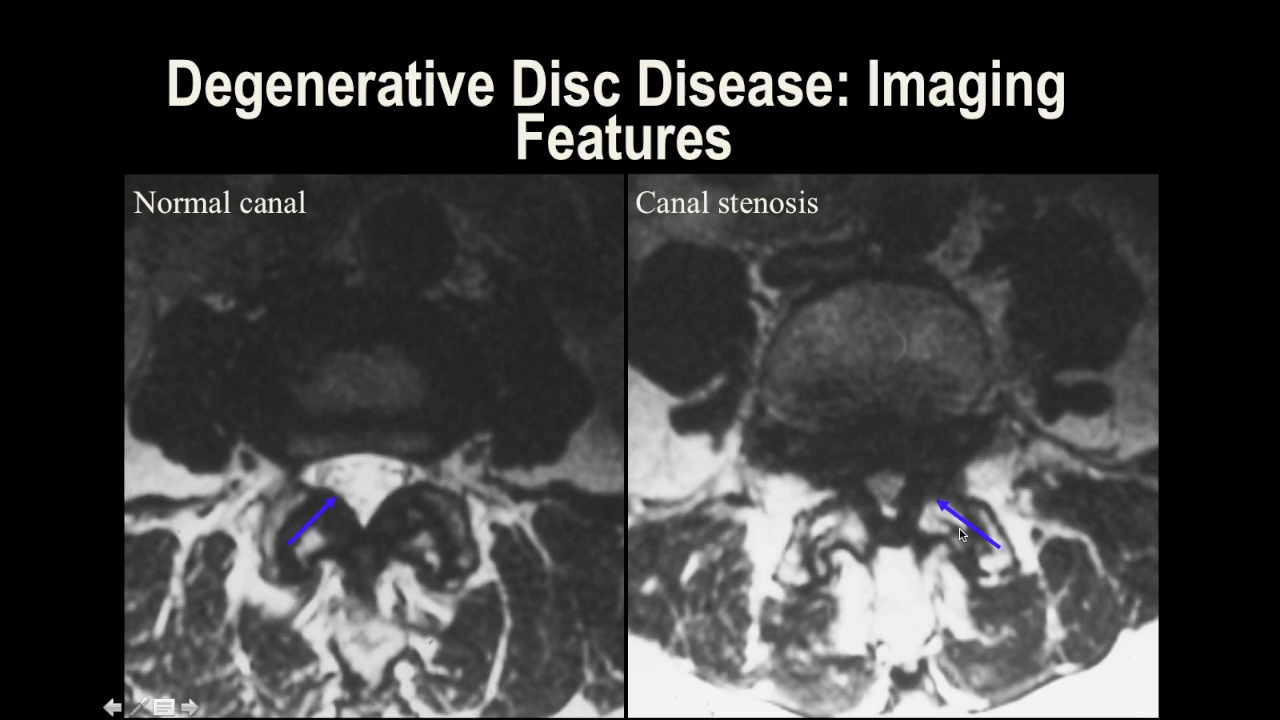 Degenerative Disc Disease: Imaging
Features
Normal canal
Canal stenosis